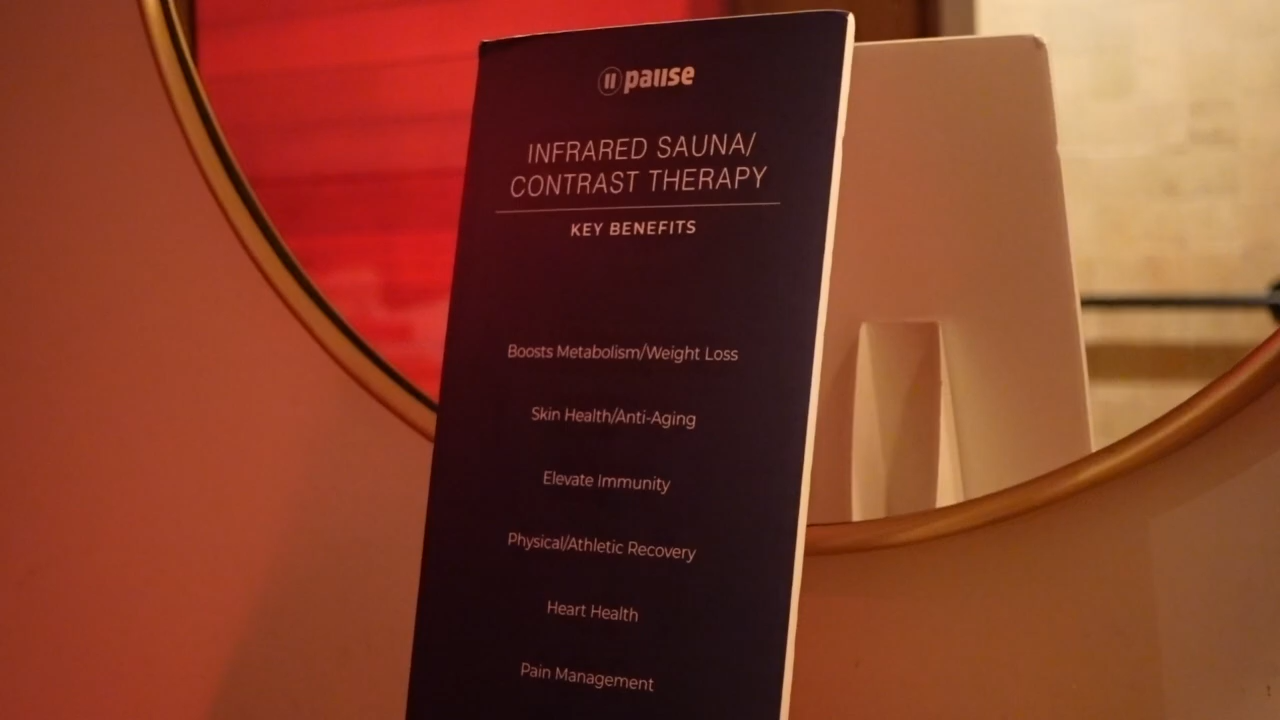 pause
INFRARED SAUNA/
CONTRAST THERAPY
KEY BENEFITS
Boosts Metabolism/Weight Loss
Skin Health/Anti-Aging
Elevate Immunity
Physical/Athletic Recovery
Heart Health
Pain Management